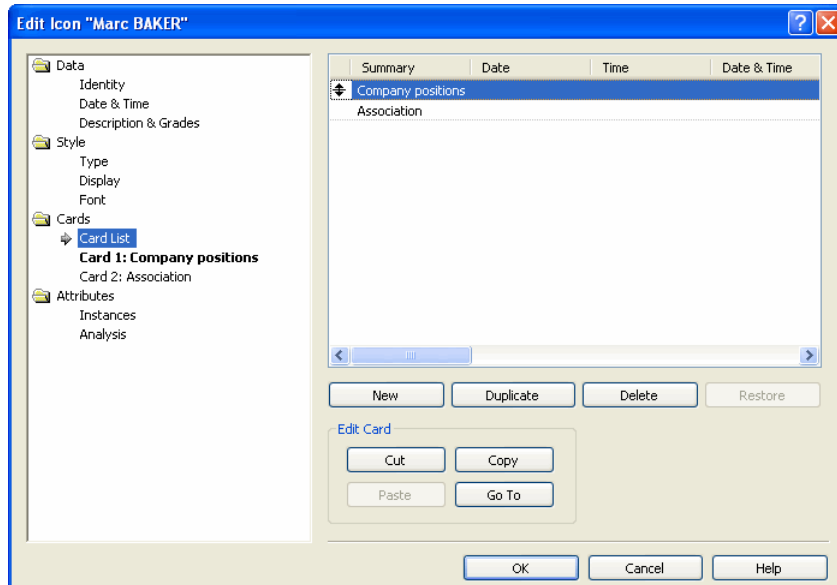 Edit Icon "Marc BAKER"
Data
Identity
Date & Time
Description & Grades
Style
Type
Display
Font
Cards
Card List
Card 1: Company positions
Card 2: Association
Attributes
Instances
Analysis
Summary Date Time Date & Time
Company positions
Association
New Duplicate Delete Restore
Edit Card
Cut Copy
Paste Go To
OK Cancel Help